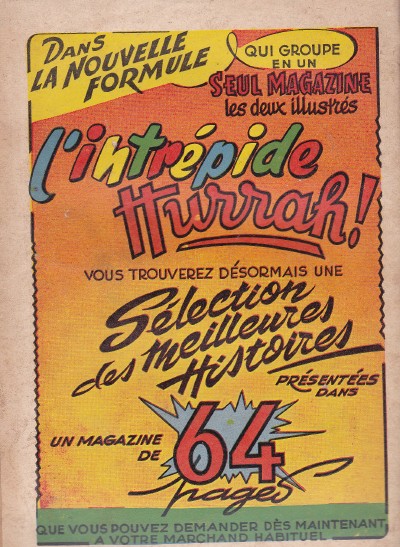 DANS
LA NOUVELLE
FORMULE
QUI GROUPE
EN UN
SEUL MAGAZINE
les deux illustrés
l'intrépide
Hurrah!
VOUS TROUVEREZ DÉSORMAIS UNE
Sélection
des meilleures
Histoires
PRÉSENTÉES
DANS
UN MAGAZINE
DE
64
pages
QUE VOUS POUVEZ DEMANDER DÈS MAINTENANT
A VOTRE MARCHAND HABITUEL